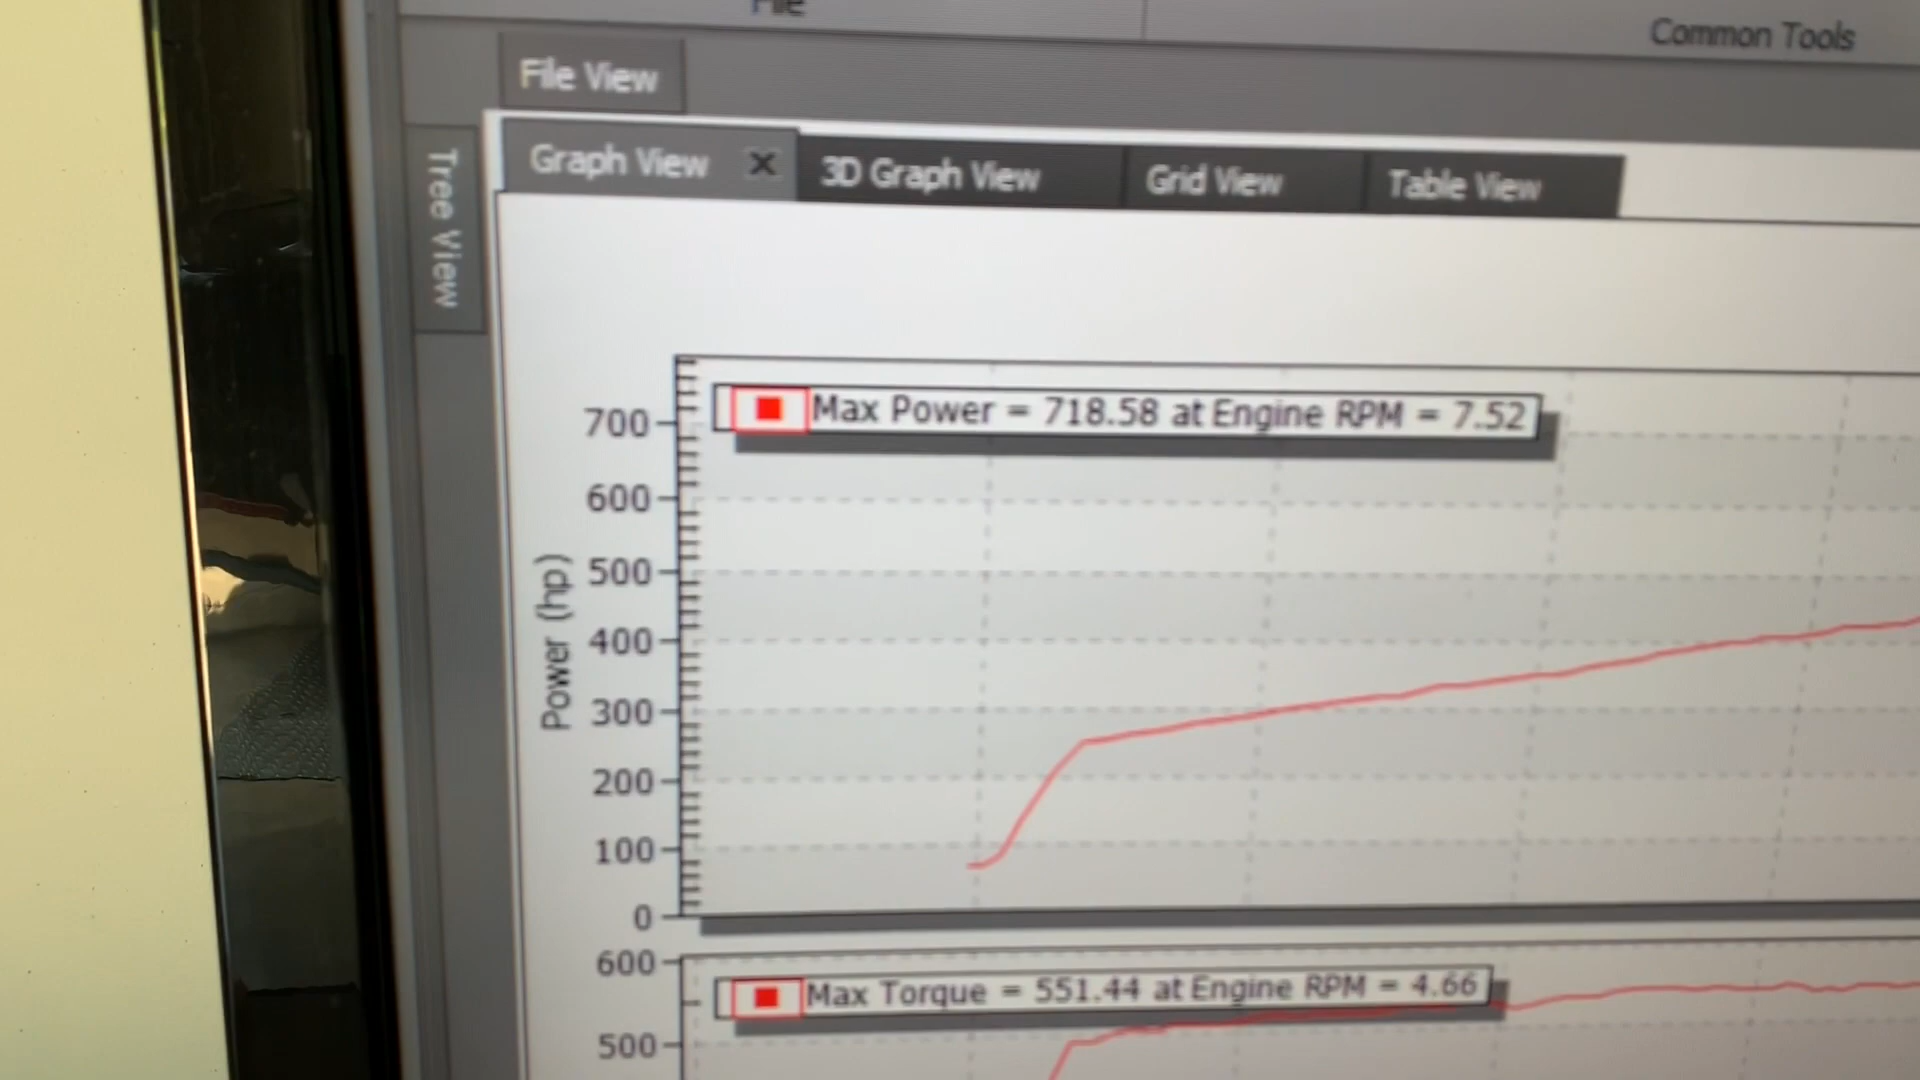 File
Common Tools
File View
Tree View
Graph View
3D Graph View
Grid View
Table View
Max Power = 718.58 at Engine RPM = 7.52
Power (hp)
700
600
500
400
300
200
100
0
Max Torque = 551.44 at Engine RPM = 4.66
600
500